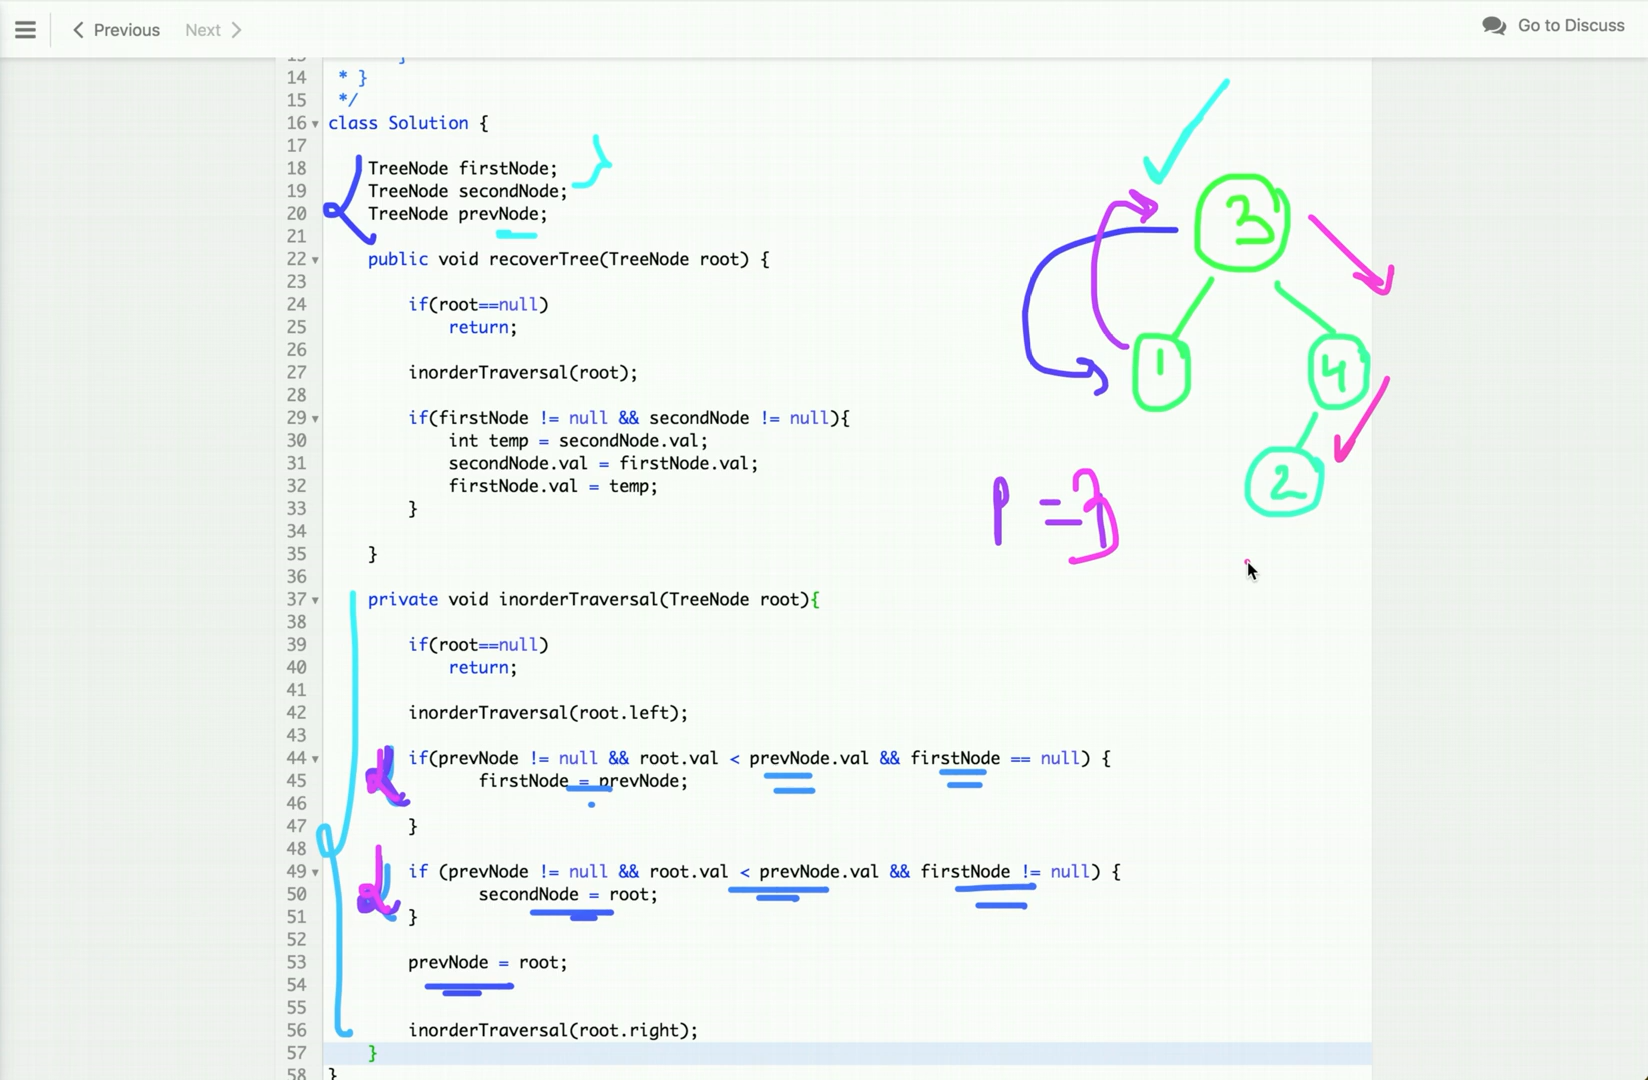 Previous Next Go to Discuss
14 * }
15 */
16 class Solution {
17
18 TreeNode firstNode;
19 TreeNode secondNode;
20 TreeNode prevNode;
21
22 public void recoverTree(TreeNode root) {
23
24 if(root==null)
25 return;
26
27 inorderTraversal(root);
28
29 if(firstNode != null && secondNode != null){
30 int temp = secondNode.val;
31 secondNode.val = firstNode.val;
32 firstNode.val = temp;
33 }
34
35 }
36
37 private void inorderTraversal(TreeNode root){
38
39 if(root==null)
40 return;
41
42 inorderTraversal(root.left);
43
44 if(prevNode != null && root.val < prevNode.val && firstNode == null) {
45 firstNode = prevNode;
46
47 }
48
49 if (prevNode != null && root.val < prevNode.val && firstNode != null) {
50 secondNode = root;
51 }
52
53 prevNode = root;
54
55
56 inorderTraversal(root.right);
57 }
58 }
3
1 4
2
P =